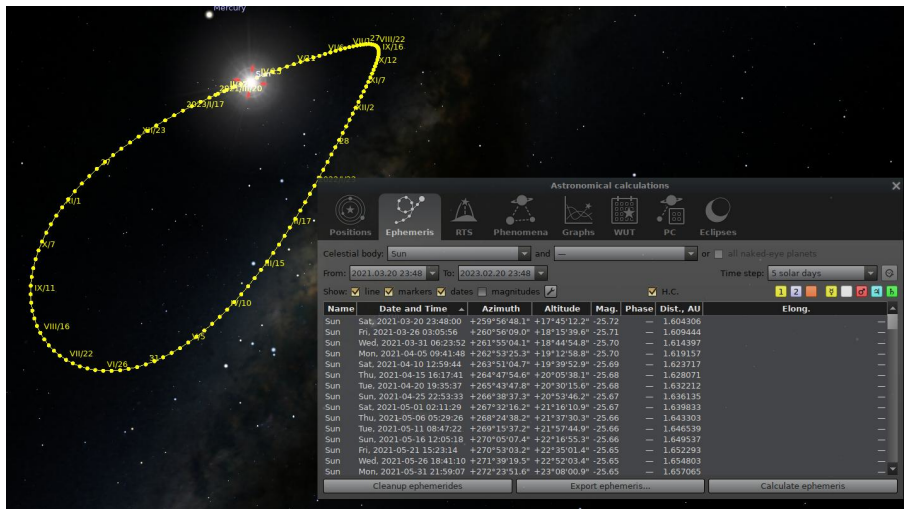 Mercury
VIII/22
27
IX/16
X/12
XI/7
XII/2
28
Sun
2023/I/17
XII/23
27
XI/1
X/7
IX/11
VIII/16
VII/22
VI/26
31
V/5
IV/10
III/15
II/17
Astronomical calculations
Positions Ephemeris RTS Phenomena Graphs WUT PC Eclipses
Celestial body: Sun and — or all naked-eye planets
From: 2021.03.20 23:48 To: 2023.02.20 23:48 Time step: 5 solar days
Show: line markers dates magnitudes H.C. 1 2 ☿ ♂ ♃ ♄
Name Date and Time Azimuth Altitude Mag. Phase Dist., AU Elong.
Sun Sat, 2021-03-20 23:48:00 +259°56'48.1" +17°45'12.2" -25.72 — 1.604306 —
Sun Fri, 2021-03-26 03:05:56 +260°56'09.0" +18°15'39.6" -25.71 — 1.609444 —
Sun Wed, 2021-03-31 06:23:52 +261°55'04.1" +18°44'54.8" -25.70 — 1.614397 —
Sun Mon, 2021-04-05 09:41:48 +262°53'25.3" +19°12'58.8" -25.70 — 1.619157 —
Sun Sat, 2021-04-10 12:59:44 +263°51'04.7" +19°39'52.9" -25.69 — 1.623717 —
Sun Thu, 2021-04-15 16:17:41 +264°47'54.6" +20°05'38.1" -25.68 — 1.628071 —
Sun Tue, 2021-04-20 19:35:37 +265°43'47.8" +20°30'15.6" -25.68 — 1.632212 —
Sun Sun, 2021-04-25 22:53:33 +266°38'37.3" +20°53'46.2" -25.67 — 1.636135 —
Sun Sat, 2021-05-01 02:11:29 +267°32'16.2" +21°16'10.9" -25.67 — 1.639833 —
Sun Thu, 2021-05-06 05:29:26 +268°24'38.2" +21°37'30.3" -25.66 — 1.643303 —
Sun Tue, 2021-05-11 08:47:22 +269°15'37.2" +21°57'44.9" -25.66 — 1.646539 —
Sun Sun, 2021-05-16 12:05:18 +270°05'07.4" +22°16'55.3" -25.66 — 1.649537 —
Sun Fri, 2021-05-21 15:23:14 +270°53'03.2" +22°35'01.4" -25.65 — 1.652293 —
Sun Wed, 2021-05-26 18:41:10 +271°39'19.5" +22°52'03.4" -25.65 — 1.654803 —
Sun Mon, 2021-05-31 21:59:07 +272°23'51.6" +23°08'00.9" -25.65 — 1.657065 —
Cleanup ephemerides Export ephemeris... Calculate ephemeris